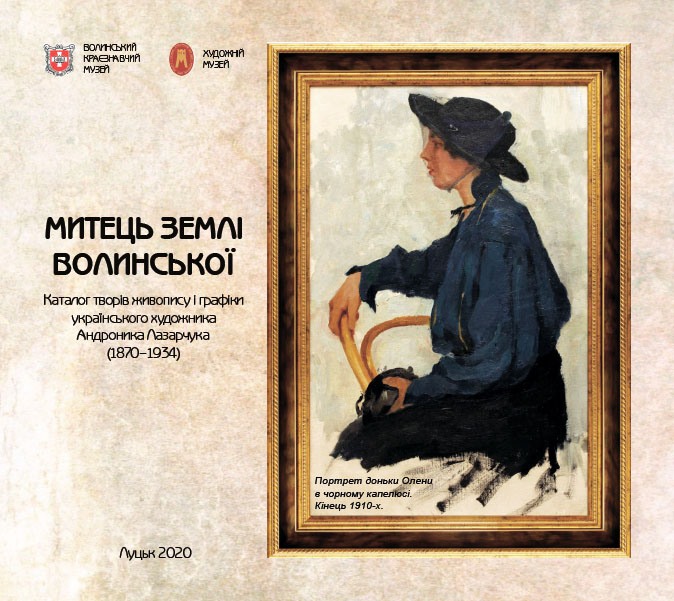 ВОЛИНСЬКИЙ
КРАЄЗНАВЧИЙ
МУЗЕЙ
ХУДОЖНІЙ
МУЗЕЙ
МИТЕЦЬ ЗЕМЛІ
ВОЛИНСЬКОЇ
Каталог творів живопису і графіки
українського художника
Андроника Лазарчука
(1870–1934)
Портрет доньки Олени
в чорному капелюсі.
Кінець 1910-х.
Луцьк 2020